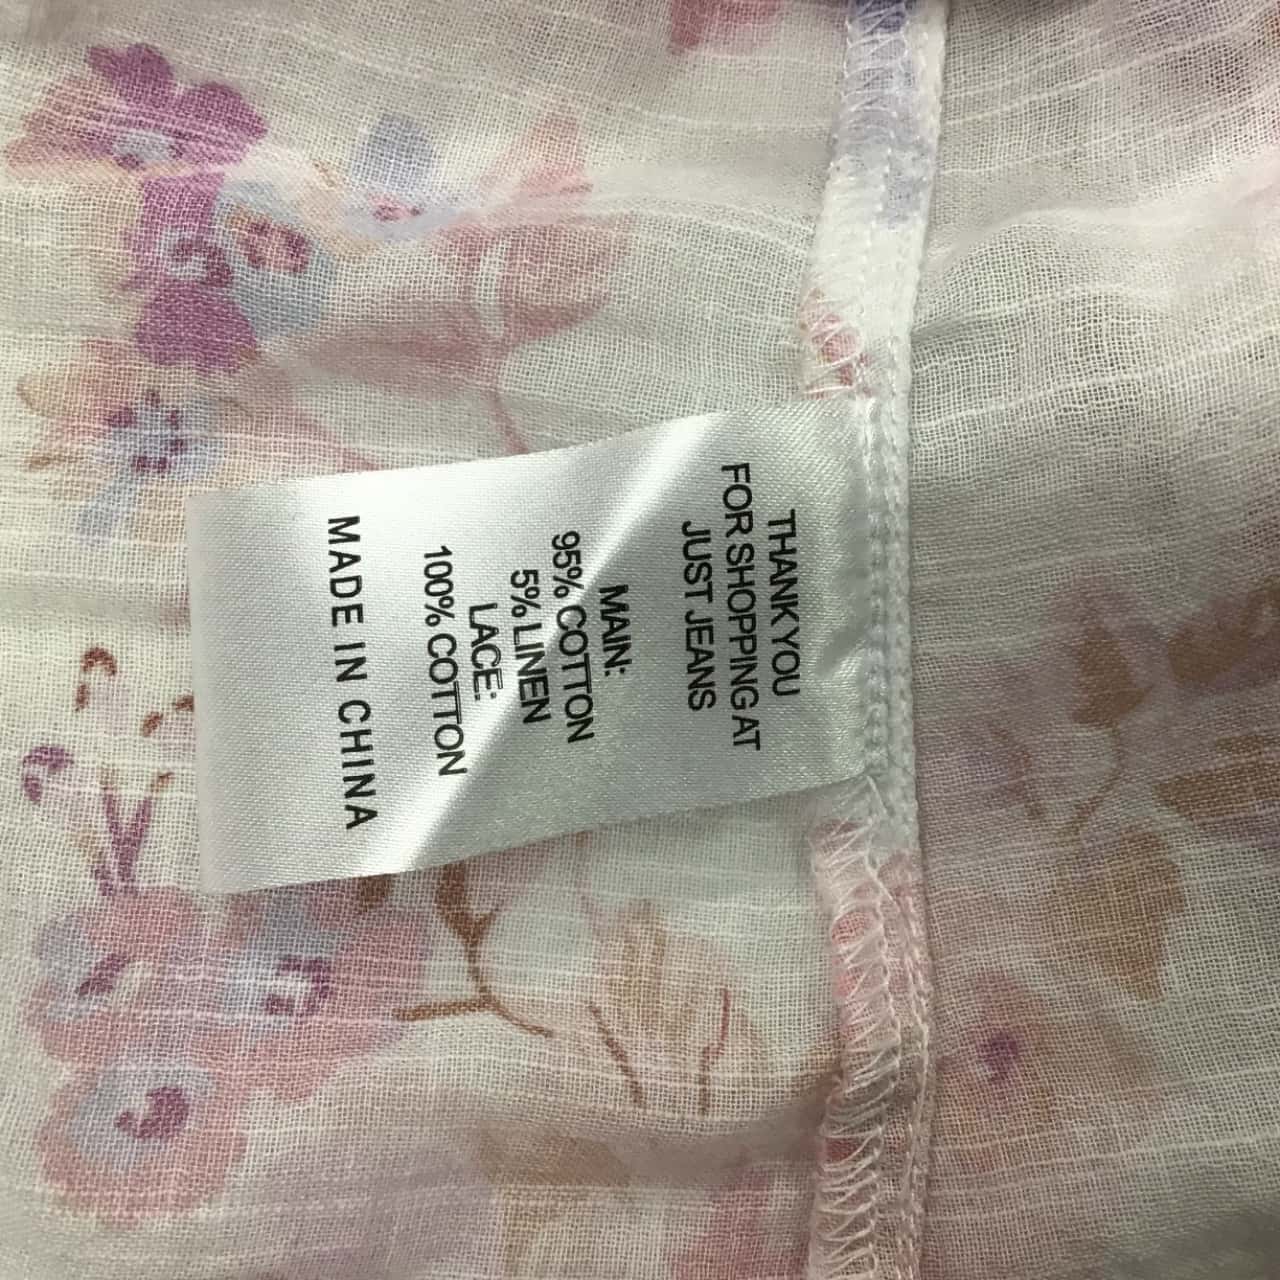 THANK YOU
FOR SHOPPING AT
JUST JEANS
MAIN:
95% COTTON
5% LINEN
LACE:
100% COTTON
MADE IN CHINA